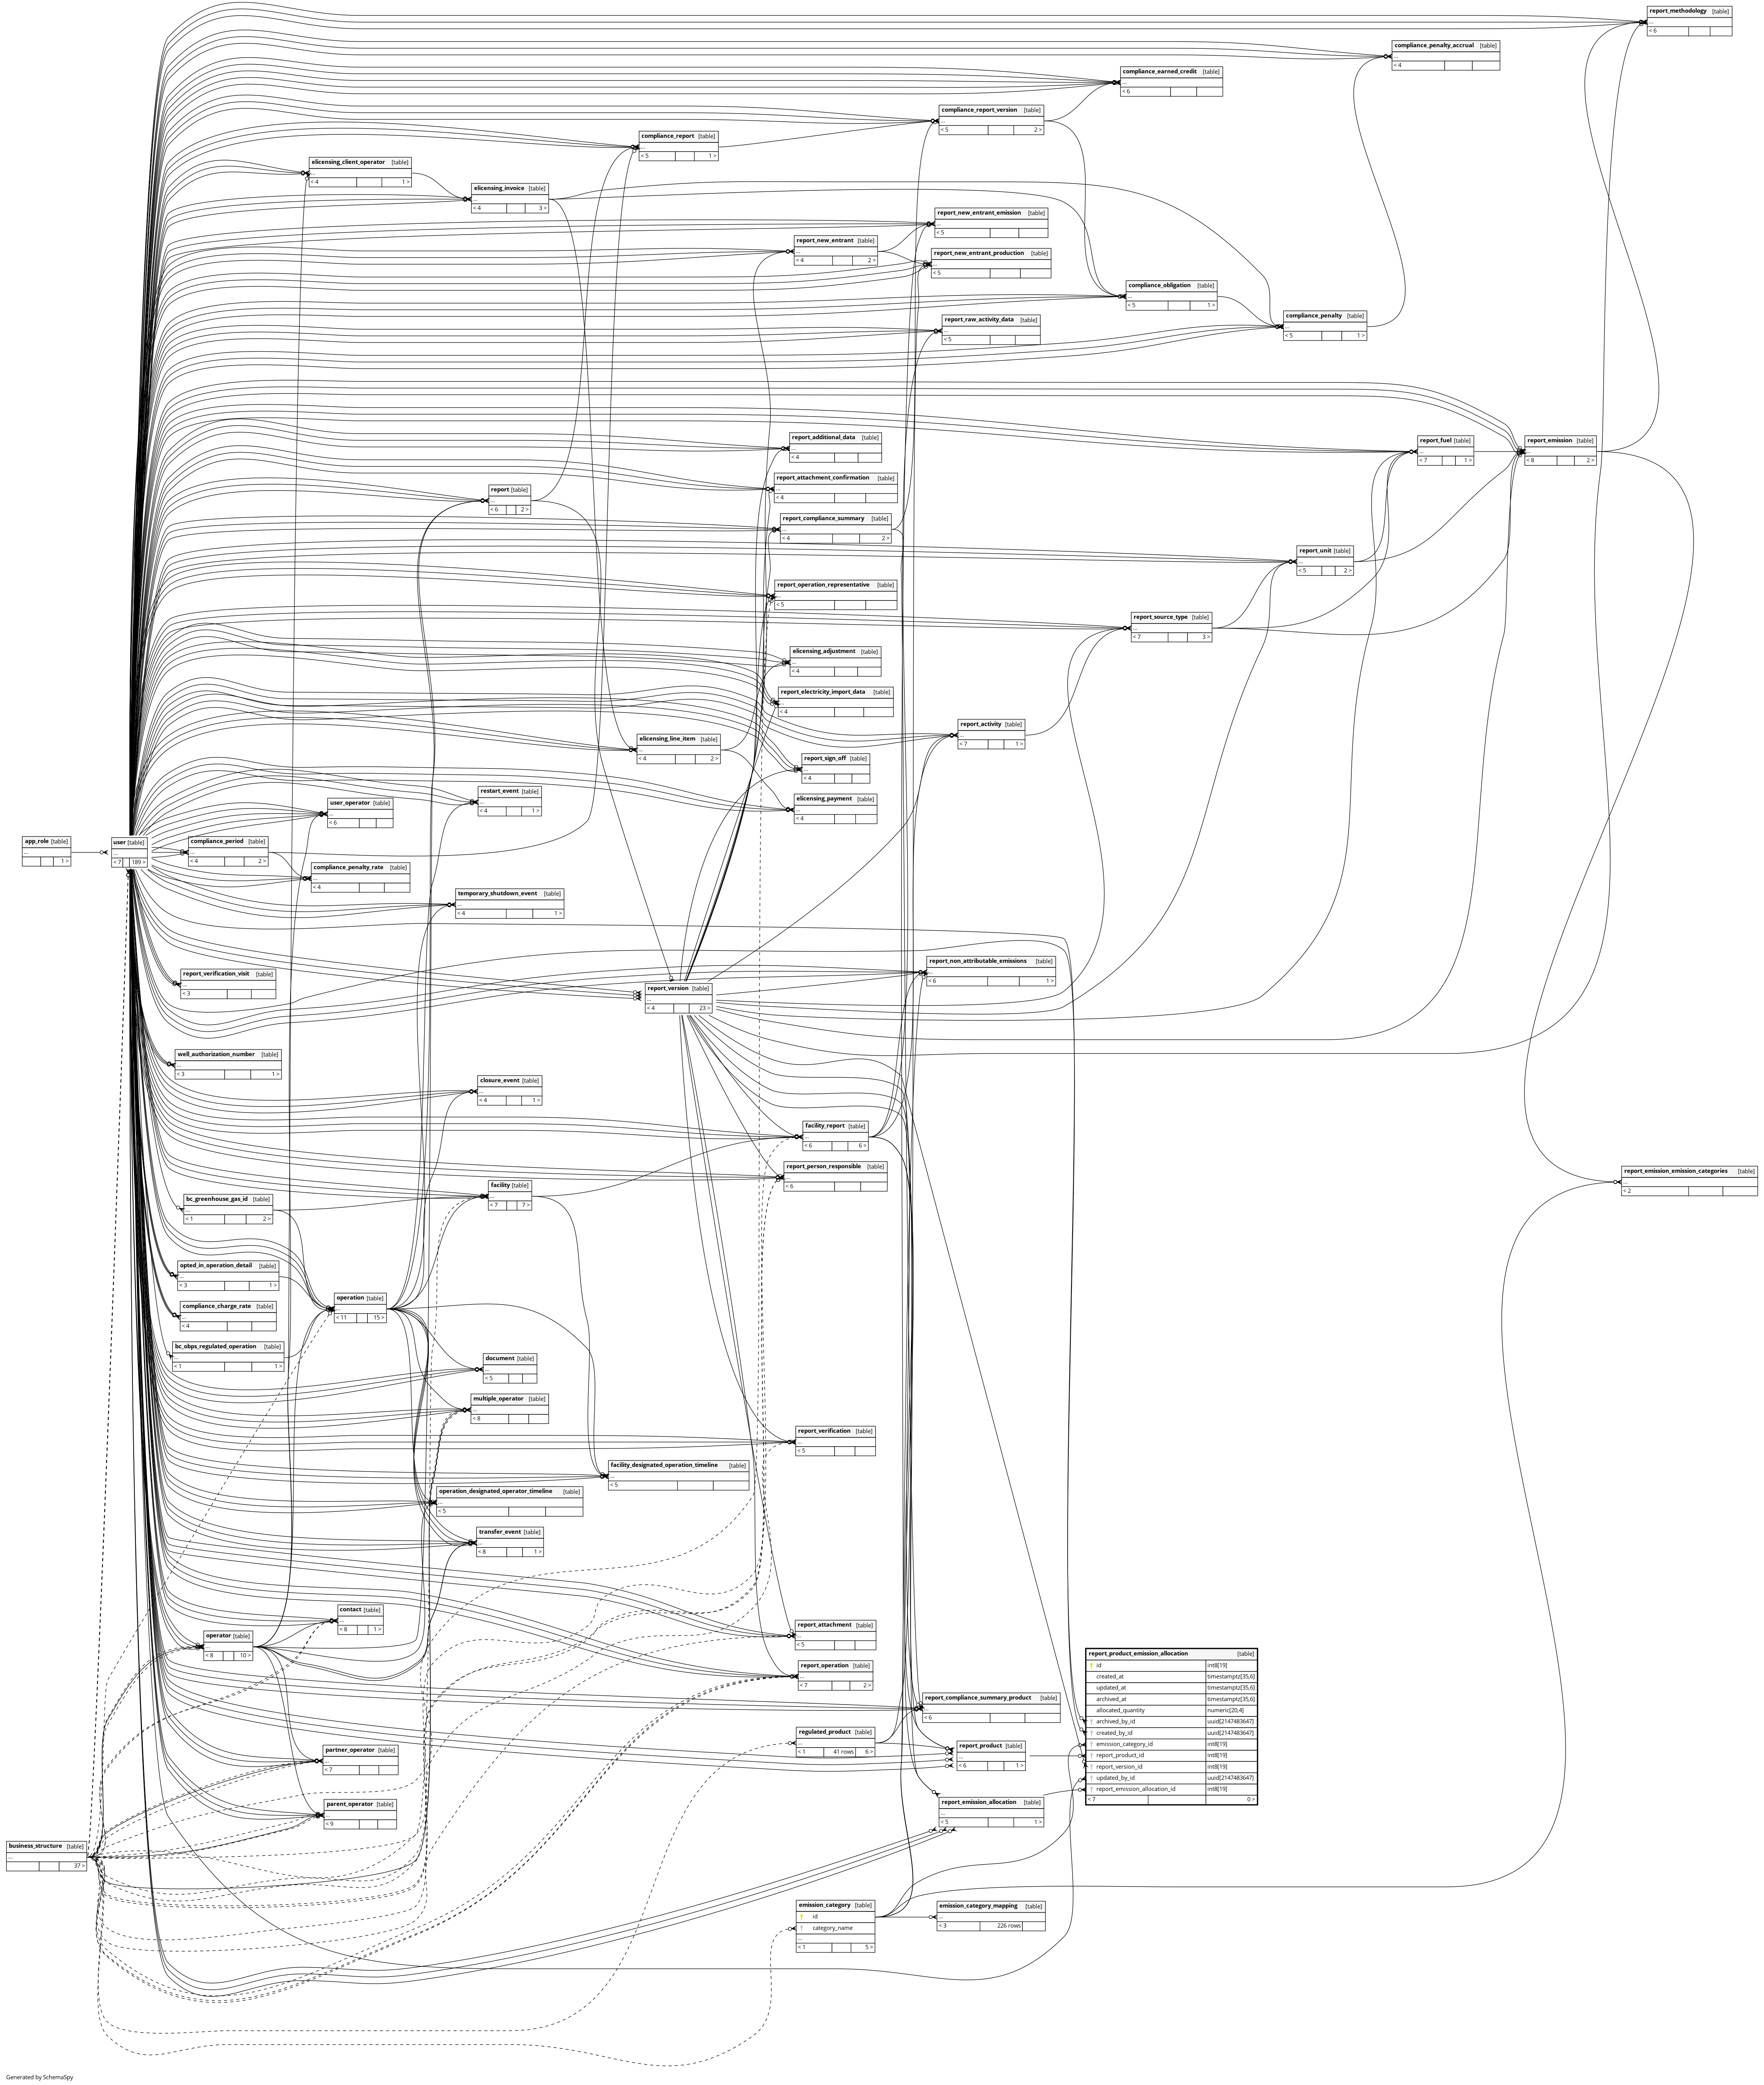 report_methodology [table]
...
< 6
compliance_penalty_accrual [table]
...
< 4
compliance_earned_credit [table]
...
< 6
compliance_report_version [table]
...
< 5 2 >
compliance_report [table]
...
< 5 1 >
elicensing_client_operator [table]
...
< 4 1 >
elicensing_invoice [table]
...
< 4 3 >
report_new_entrant_emission [table]
...
< 5
report_new_entrant [table]
...
< 4 2 >
report_new_entrant_production [table]
...
< 5
compliance_obligation [table]
...
< 5 1 >
compliance_penalty [table]
...
< 5 1 >
report_raw_activity_data [table]
...
< 5
report_additional_data [table]
...
< 4
report_fuel [table]
...
< 7 1 >
report_emission [table]
...
< 8 2 >
report_attachment_confirmation [table]
...
< 4
report [table]
...
< 6 2 >
report_compliance_summary [table]
...
< 4 2 >
report_unit [table]
...
< 5 2 >
report_operation_representative [table]
...
< 5
report_source_type [table]
...
< 7 3 >
elicensing_adjustment [table]
...
< 4
report_electricity_import_data [table]
...
< 4
report_activity [table]
...
< 7 1 >
elicensing_line_item [table]
...
< 4 2 >
report_sign_off [table]
...
< 4
restart_event [table]
...
< 4 1 >
elicensing_payment [table]
...
< 4
user_operator [table]
...
< 6
app_role [table]
...
1 >
user [table]
...
< 7 189 >
compliance_period [table]
...
< 4 2 >
compliance_penalty_rate [table]
...
< 4
temporary_shutdown_event [table]
...
< 4 1 >
report_verification_visit [table]
...
< 3
report_version [table]
...
< 4 23 >
report_non_attributable_emissions [table]
...
< 6 1 >
well_authorization_number [table]
...
< 3 1 >
closure_event [table]
...
< 4 1 >
facility_report [table]
...
< 6 6 >
report_person_responsible [table]
...
< 6
report_emission_emission_categories [table]
...
< 2
facility [table]
...
< 7 7 >
bc_greenhouse_gas_id [table]
...
< 1 2 >
opted_in_operation_detail [table]
...
< 3 1 >
operation [table]
...
< 11 15 >
compliance_charge_rate [table]
...
< 4
bc_obps_regulated_operation [table]
...
< 1 1 >
document [table]
...
< 5
multiple_operator [table]
...
< 8
report_verification [table]
...
< 5
facility_designated_operation_timeline [table]
...
< 5
operation_designated_operator_timeline [table]
...
< 5
transfer_event [table]
...
< 8 1 >
contact [table]
...
< 8 1 >
operator [table]
...
< 8 10 >
report_attachment [table]
...
< 5
report_operation [table]
...
< 7 2 >
report_product_emission_allocation [table]
id int8[19]
created_at timestamptz[35,6]
updated_at timestamptz[35,6]
archived_at timestamptz[35,6]
allocated_quantity numeric[20,4]
archived_by_id uuid[2147483647]
created_by_id uuid[2147483647]
emission_category_id int8[19]
report_product_id int8[19]
report_version_id int8[19]
updated_by_id uuid[2147483647]
report_emission_allocation_id int8[19]
< 7 0 >
report_compliance_summary_product [table]
...
< 6
regulated_product [table]
...
< 1 41 rows 6 >
report_product [table]
...
< 6 1 >
partner_operator [table]
...
< 7
parent_operator [table]
...
< 9
report_emission_allocation [table]
...
< 5 1 >
business_structure [table]
...
37 >
emission_category [table]
id
category_name
...
< 1 5 >
emission_category_mapping [table]
...
< 3 226 rows
Generated by SchemaSpy